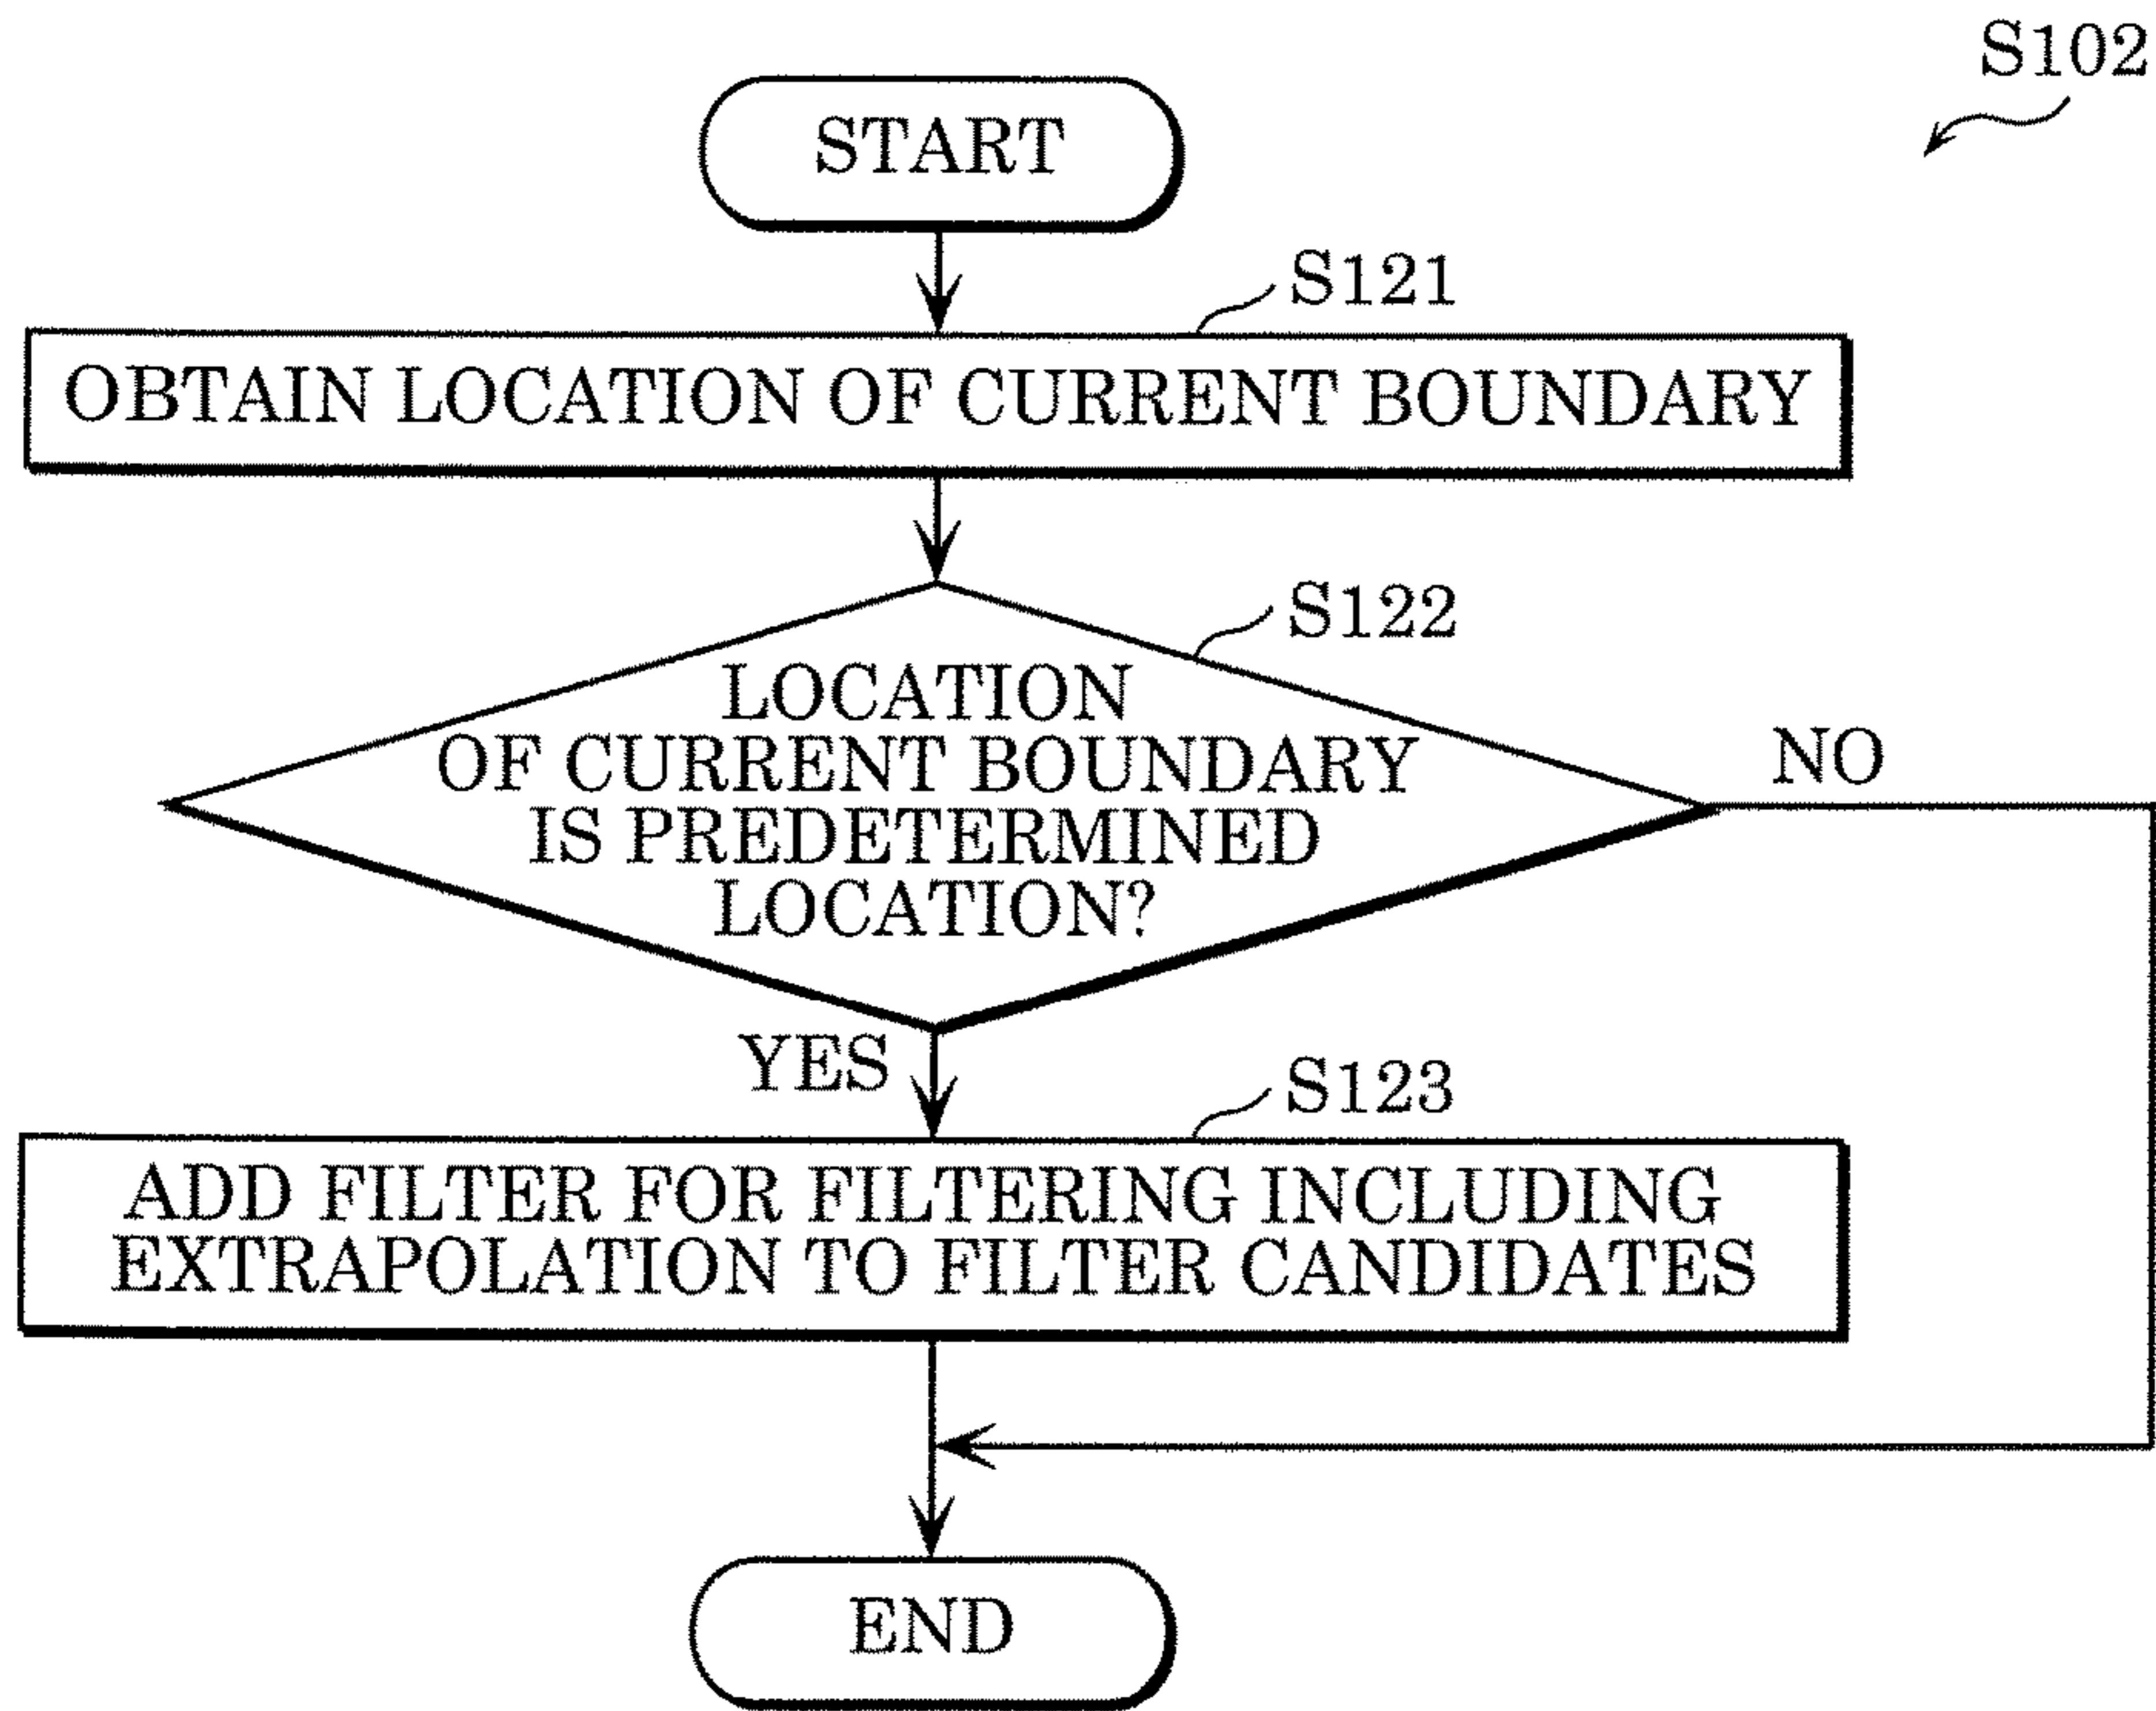 S102
START
S121
OBTAIN LOCATION OF CURRENT BOUNDARY
S122
LOCATION
OF CURRENT BOUNDARY
IS PREDETERMINED
LOCATION?
NO
YES
S123
ADD FILTER FOR FILTERING INCLUDING
EXTRAPOLATION TO FILTER CANDIDATES
END